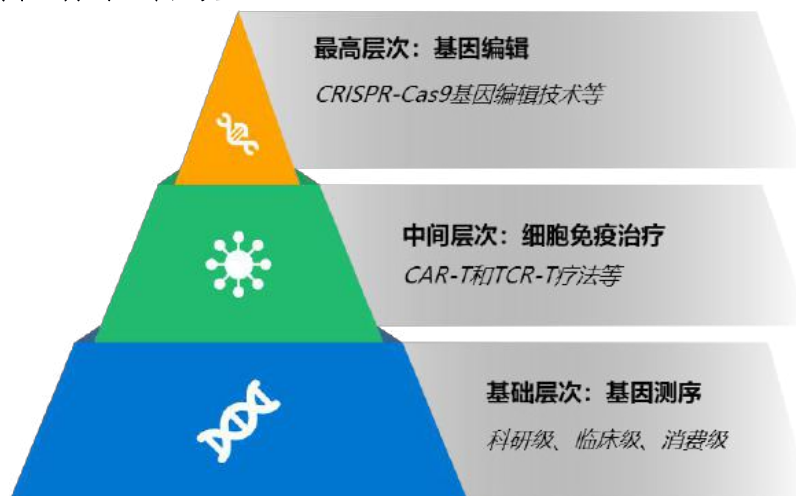 最高层次：基因编辑
CRISPR-Cas9基因编辑技术等
中间层次：细胞免疫治疗
CAR-T和TCR-T疗法等
基础层次：基因测序
科研级、临床级、消费级